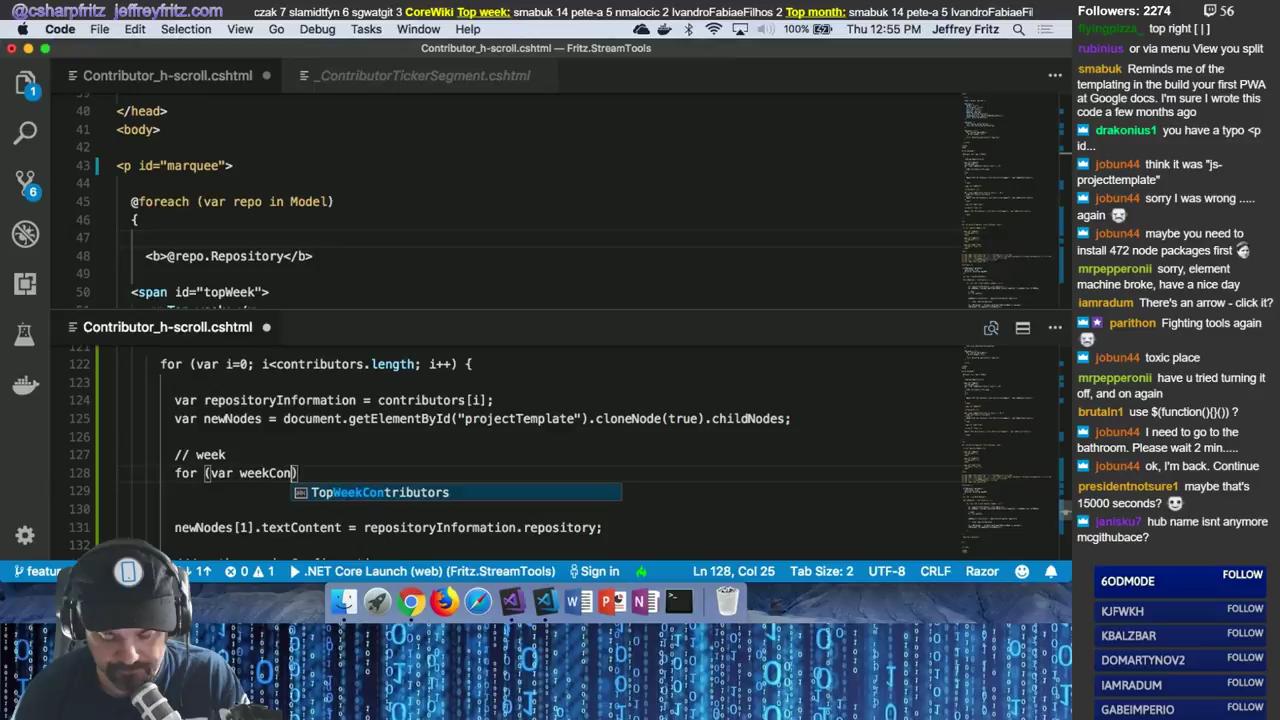 @csharpfritz jeffreyfritz.com
czak 7 slamidtfyn 6 sgwatgit 3 CoreWiki Top week: smabuk 14 pete-a 5 nmolocic 2 IvandroFabiaeFer
Top month: smabuk 14 pete-a 5 IvandroFabiaeFi
Followers: 2274
56
Code File Edit Selection View Go Debug Tasks Window Help
100% Thu 12:55 PM Jeffrey Fritz
Contributor_h-scroll.cshtml — Fritz.StreamTools
Contributor_h-scroll.cshtml
_ContributorTickerSegment.cshtml
1
6
39
40 </head>
41 <body>
42
43 <p id="marquee">
44
45 @foreach (var repo in Model)
46 {
47
48 <b>@repo.Repository</b>
49
50 <span id="topWeek">
Contributor_h-scroll.cshtml
121
122 for (var i=0; i<contributors.length; i++) {
123
124 var repositoryInformation = contributors[i];
125 var newNodes = document.getElementById("projectTemplate").cloneNode(true).childNodes;
126
127 // week
128 for (var weekCon)
TopWeekContributors
129
130
131 newNodes[1].textContent = repositoryInformation.repository;
132
1↑ 0 .NET Core Launch (web) (Fritz.StreamTools) Sign in Ln 128, Col 25 Tab Size: 2 UTF-8 CRLF Razor
flyingpizza_ top right [ | ]
rubinius or via menu View you split
smabuk Reminds me of the
templating in the build your first PWA
at Google docs. I'm sure I wrote this
code a few months ago
drakonius1 you have a typo <p
id...
jobun44 think it was "js-
projecttemplate"
jobun44 sorry I was wrong ....
again
jobun44 maybe you need to
install 472 node packages first
mrpepperonii sorry, element
machine broke, have a nice day
iamradum There's an arrow - click it?
parithon Fighting tools again
jobun44 toxic place
mrpepperonii have u tried turn it
off, and on again
brutaln1 use $(function(){}(){}) ?
jobun44 I need to go to the
bathroom. BRB wait 2 min.....
jobun44 ok, I'm back. Continue
presidentnotsure1 maybe that's
15000 seconds?
janisku7 there isnt anymore
mcgithubace?
6ODM0DE FOLLOW
KJFWKH FOLLOW
KBALZBAR FOLLOW
DOMARTYNOV2 FOLLOW
IAMRADUM FOLLOW
GABEIMPERIO FOLLOW